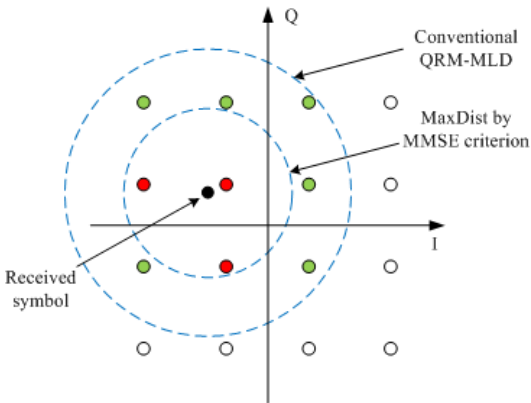 Q
Conventional
QRM-MLD
MaxDist by
MMSE criterion
I
Received
symbol